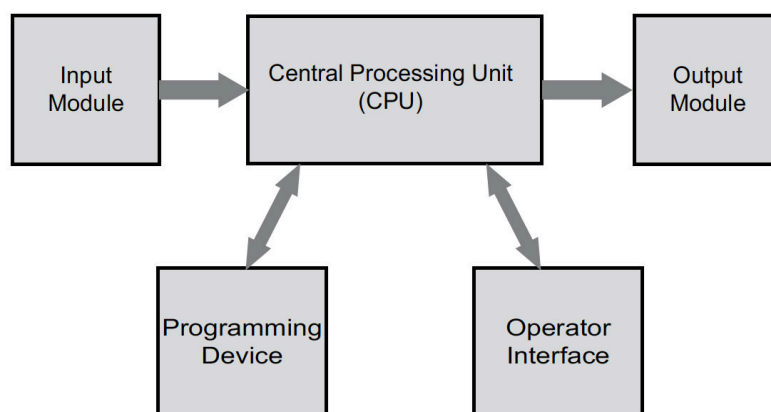 Input
Module
Central Processing Unit
(CPU)
Output
Module
Programming
Device
Operator
Interface